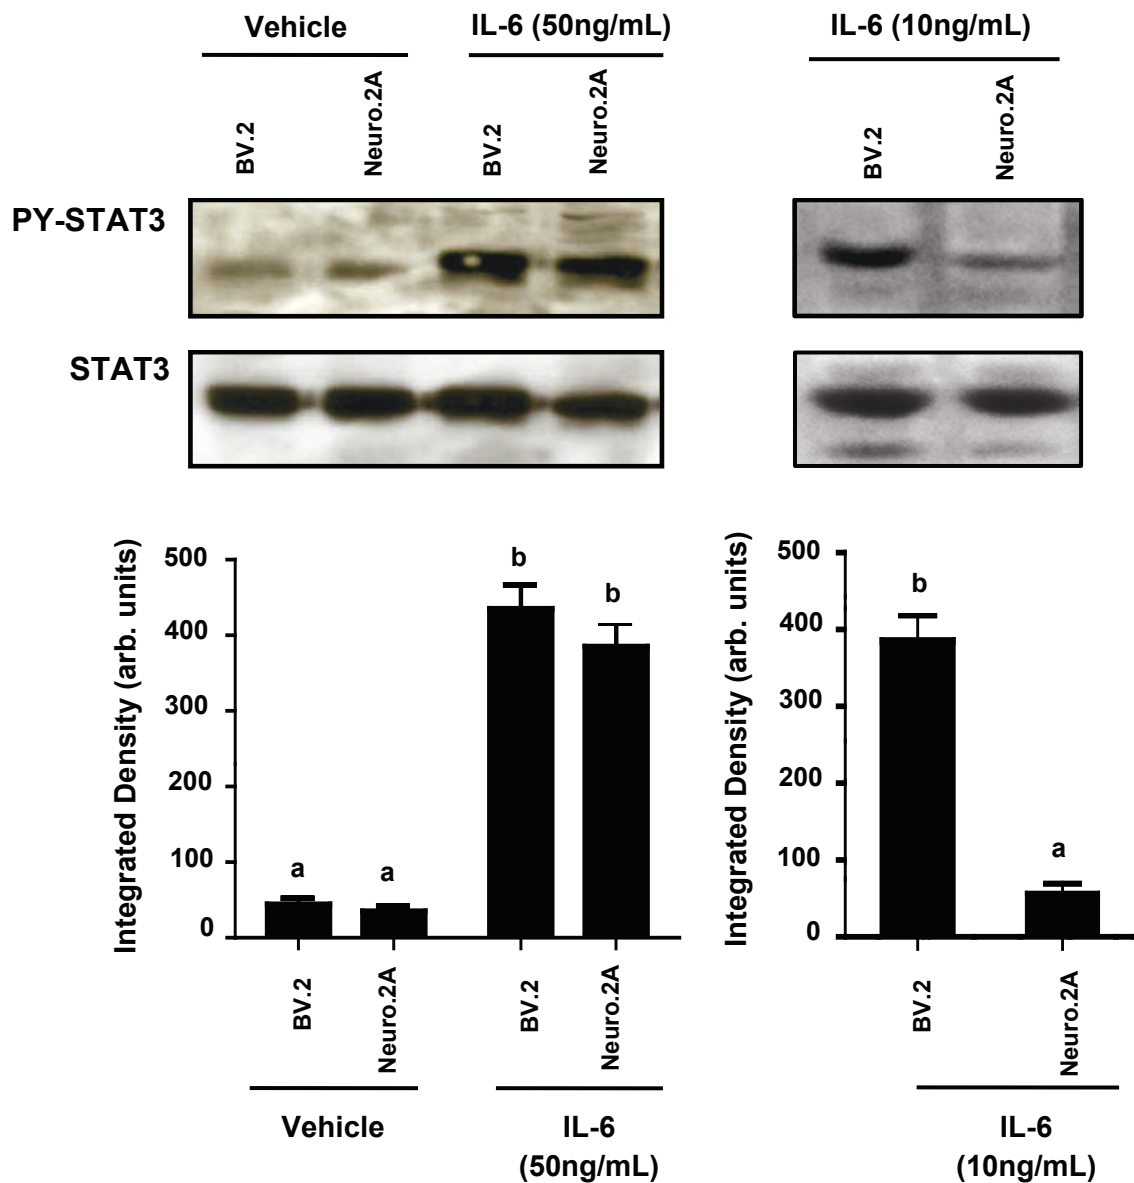 Vehicle
IL-6 (50ng/mL)
IL-6 (10ng/mL)
BV.2
Neuro.2A
BV.2
Neuro.2A
BV.2
Neuro.2A
PY-STAT3
STAT3
Integrated Density (arb. units)
500
400
300
200
100
0
a
a
b
b
BV.2
Neuro.2A
BV.2
Neuro.2A
Vehicle
IL-6
(50ng/mL)
Integrated Density (arb. units)
500
400
300
200
100
0
b
a
BV.2
Neuro.2A
IL-6
(10ng/mL)